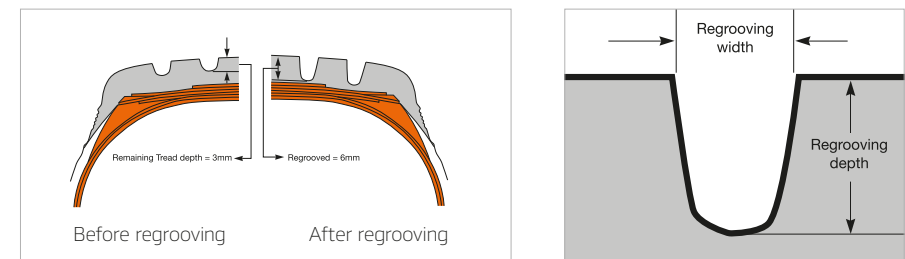 Remaining Tread depth = 3mm
Regrooved = 6mm
Before regrooving
After regrooving
Regrooving
width
Regrooving
depth